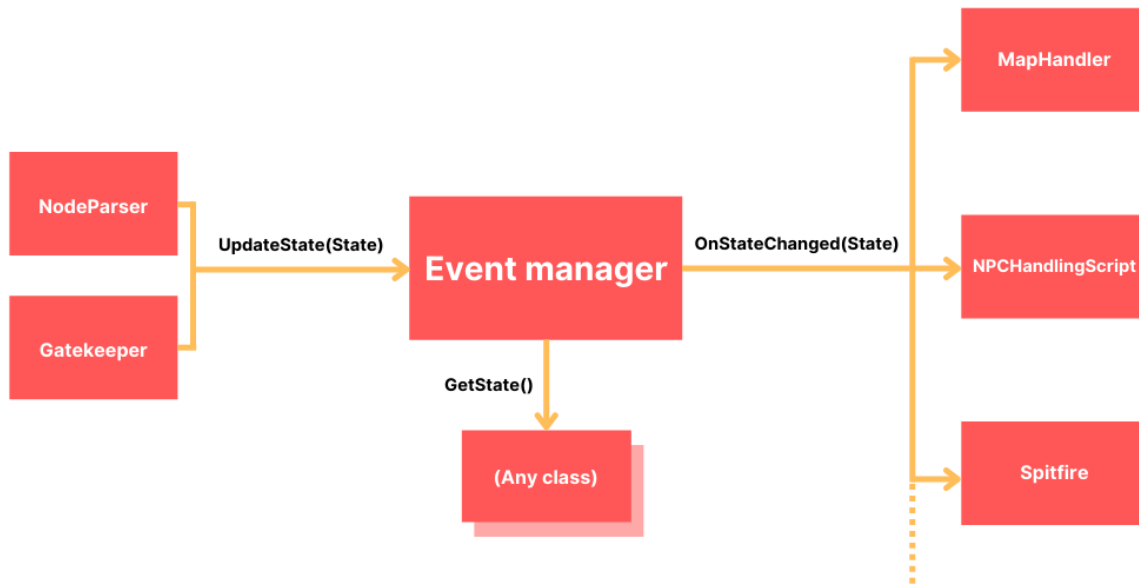 MapHandler
NodeParser
UpdateState(State)
Event manager
OnStateChanged(State)
NPCHandlingScript
Gatekeeper
GetState()
(Any class)
Spitfire